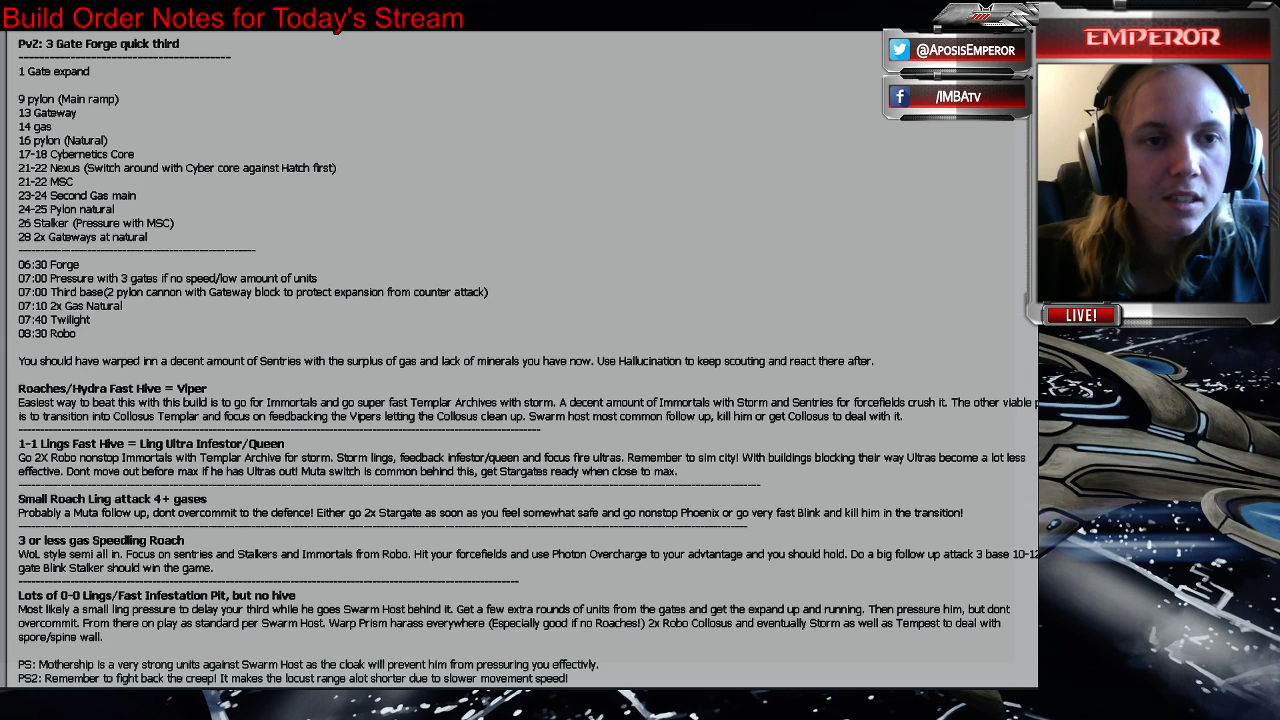 Build Order Notes for Today's Stream
PvZ: 3 Gate Forge quick third
1 Gate expand
9 pylon (Main ramp)
13 Gateway
14 gas
16 pylon (Natural)
17-18 Cybernetics Core
21-22 Nexus (Switch around with Cyber core against Hatch first)
21-22 MSC
23-24 Second Gas main
24-25 Pylon natural
26 Stalker (Pressure with MSC)
28 2x Gateways at natural
06:30 Forge
07:00 Pressure with 3 gates if no speed/low amount of units
07:00 Third base(2 pylon cannon with Gateway block to protect expansion from counter attack)
07:10 2x Gas Natural
07:40 Twilight
08:30 Robo
You should have warped inn a decent amount of Sentries with the surplus of gas and lack of minerals you have now. Use Hallucination to keep scouting and react there after.
Roaches/Hydra Fast Hive = Viper
Easiest way to beat this with this build is to go for Immortals and go super fast Templar Archives with storm. A decent amount of Immortals with Storm and Sentries for forcefields crush it. The other viable
is to transition into Collosus Templar and focus on feedbacking the Vipers letting the Collosus clean up. Swarm host most common follow up, kill him or get Colosus to deal with it.
1-1 Lings Fast Hive = Ling Ultra Infestor/Queen
Go 2X Robo nonstop Immortals with Templar Archive for storm. Storm lings, feedback infestor/queen and focus fire ultras. Remember to sim city! With buildings blocking their way Ultras become a lot less
effective. Dont move out before max if he has Ultras out! Muta switch is common behind this, get Stargates ready when close to max.
Small Roach Ling attack 4+ gases
Probably a Muta follow up, dont overcommit to the defence! Either go 2x Stargate as soon as you feel somewhat safe and go nonstop Phoenix or go very fast Blink and kill him in the transition!
3 or less gas Speedling Roach
WoL style semi all in. Focus on sentries and Stalkers and Immortals from Robo. Hit your forcefields and use Photon Overcharge to your advtantage and you should hold. Do a big follow up attack 3 base 10-12
gate Blink Stalker should win the game.
Lots of 0-0 Lings/Fast Infestation Pit, but no hive
Most likely a small ling pressure to delay your third while he goes Swarm Host behind it. Get a few extra rounds of units from the gates and get the expand up and running. Then pressure him, but dont
overcommit. From there on play as standard per Swarm Host. Warp Prism harass everywhere (Especially good if no Roaches!) 2x Robo Collosus and eventually Storm as well as Tempest to deal with
spore/spine wall.
PS: Mothership is a very strong units against Swarm Host as the cloak will prevent him from pressuring you effectivly.
PS2: Remember to fight back the creep! It makes the locust range alot shorter due to slower movement speed!
@AposisEmperor
/IMBATV
EMPEROR
LIVE!